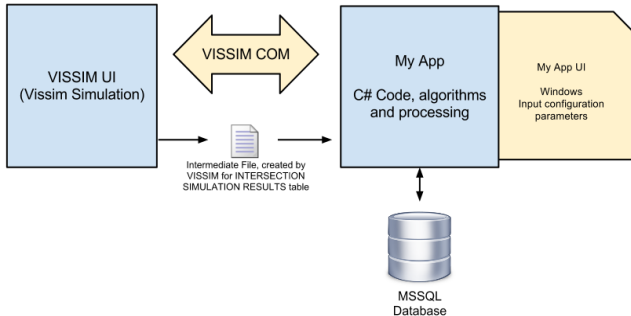 VISSIM UI
(Vissim Simulation)
VISSIM COM
My App
C# Code, algorithms
and processing
My App UI
Windows
Input configuration
parameters
Intermediate File, created by
VISSIM for INTERSECTION
SIMULATION RESULTS table
MSSQL
Database